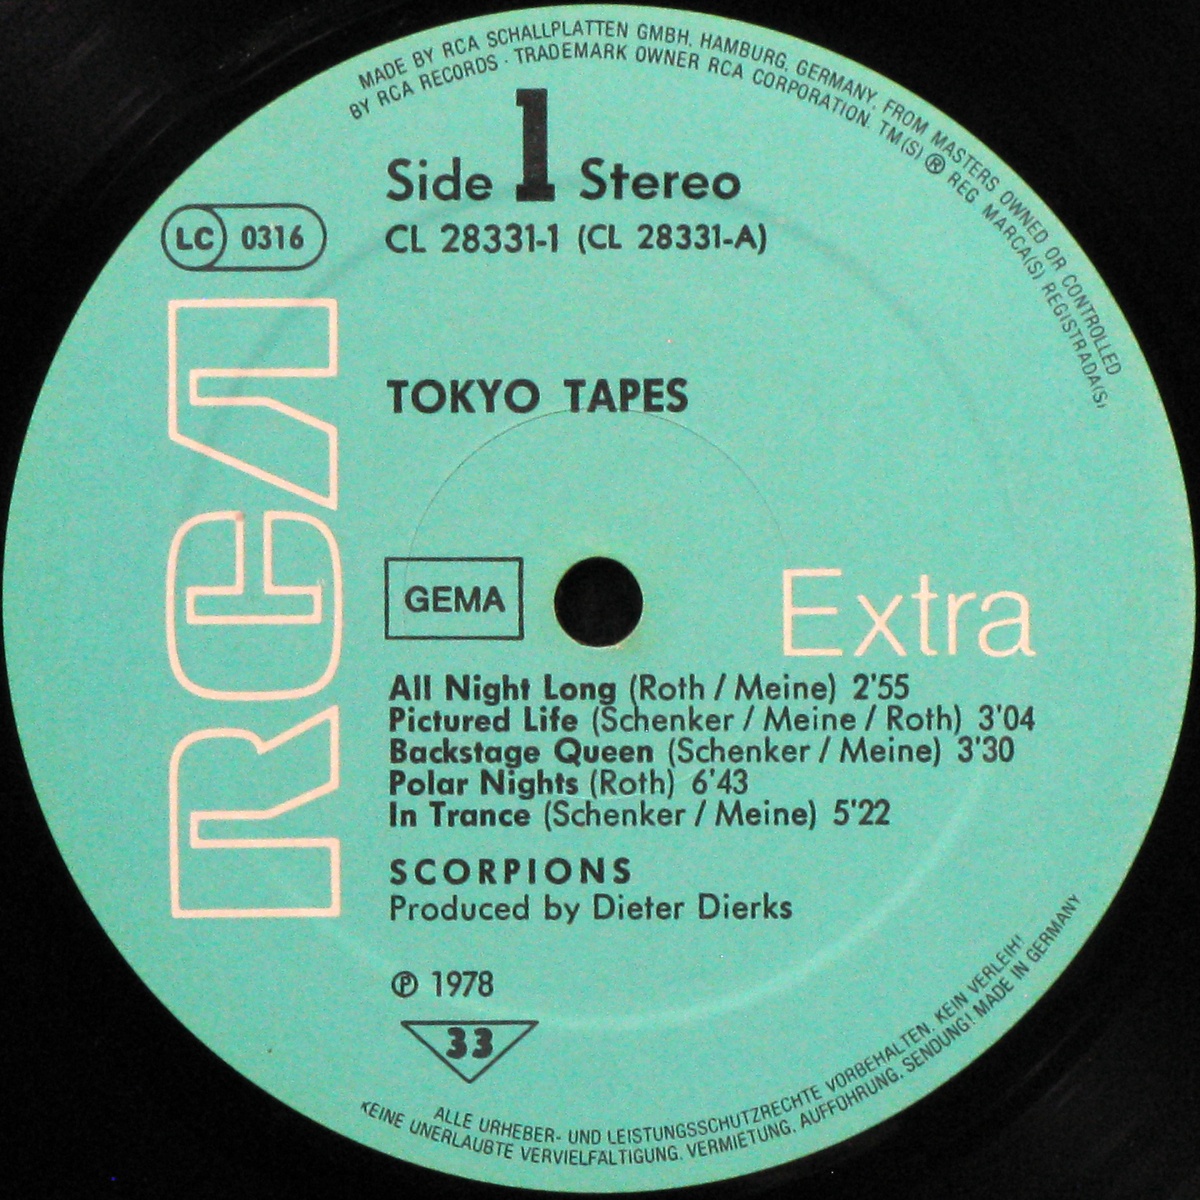 MADE BY RCA SCHALLPLATTEN GMBH, HAMBURG, GERMANY, FROM MASTERS OWNED OR CONTROLLED
BY RCA RECORDS · TRADEMARK OWNER RCA CORPORATION. TM(S) ® REG MARCA(S) REGISTRADA(S)
Side 1 Stereo
LC 0316
CL 28331-1 (CL 28331-A)
RCA
TOKYO TAPES
GEMA
Extra
All Night Long (Roth / Meine) 2'55
Pictured Life (Schenker / Meine / Roth) 3'04
Backstage Queen (Schenker / Meine) 3'30
Polar Nights (Roth) 6'43
In Trance (Schenker / Meine) 5'22
SCORPIONS
Produced by Dieter Dierks
℗ 1978
33
ALLE URHEBER- UND LEISTUNGSSCHUTZRECHTE VORBEHALTEN. KEIN VERLEIH!
KEINE UNERLAUBTE VERVIELFÄLTIGUNG, VERMIETUNG, AUFFÜHRUNG, SENDUNG! MADE IN GERMANY